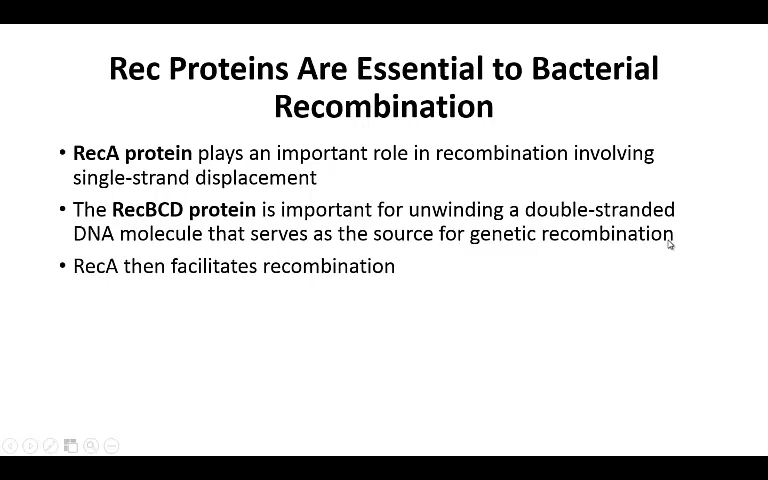 Rec Proteins Are Essential to Bacterial
Recombination
• RecA protein plays an important role in recombination involving
single-strand displacement
• The RecBCD protein is important for unwinding a double-stranded
DNA molecule that serves as the source for genetic recombination
• RecA then facilitates recombination